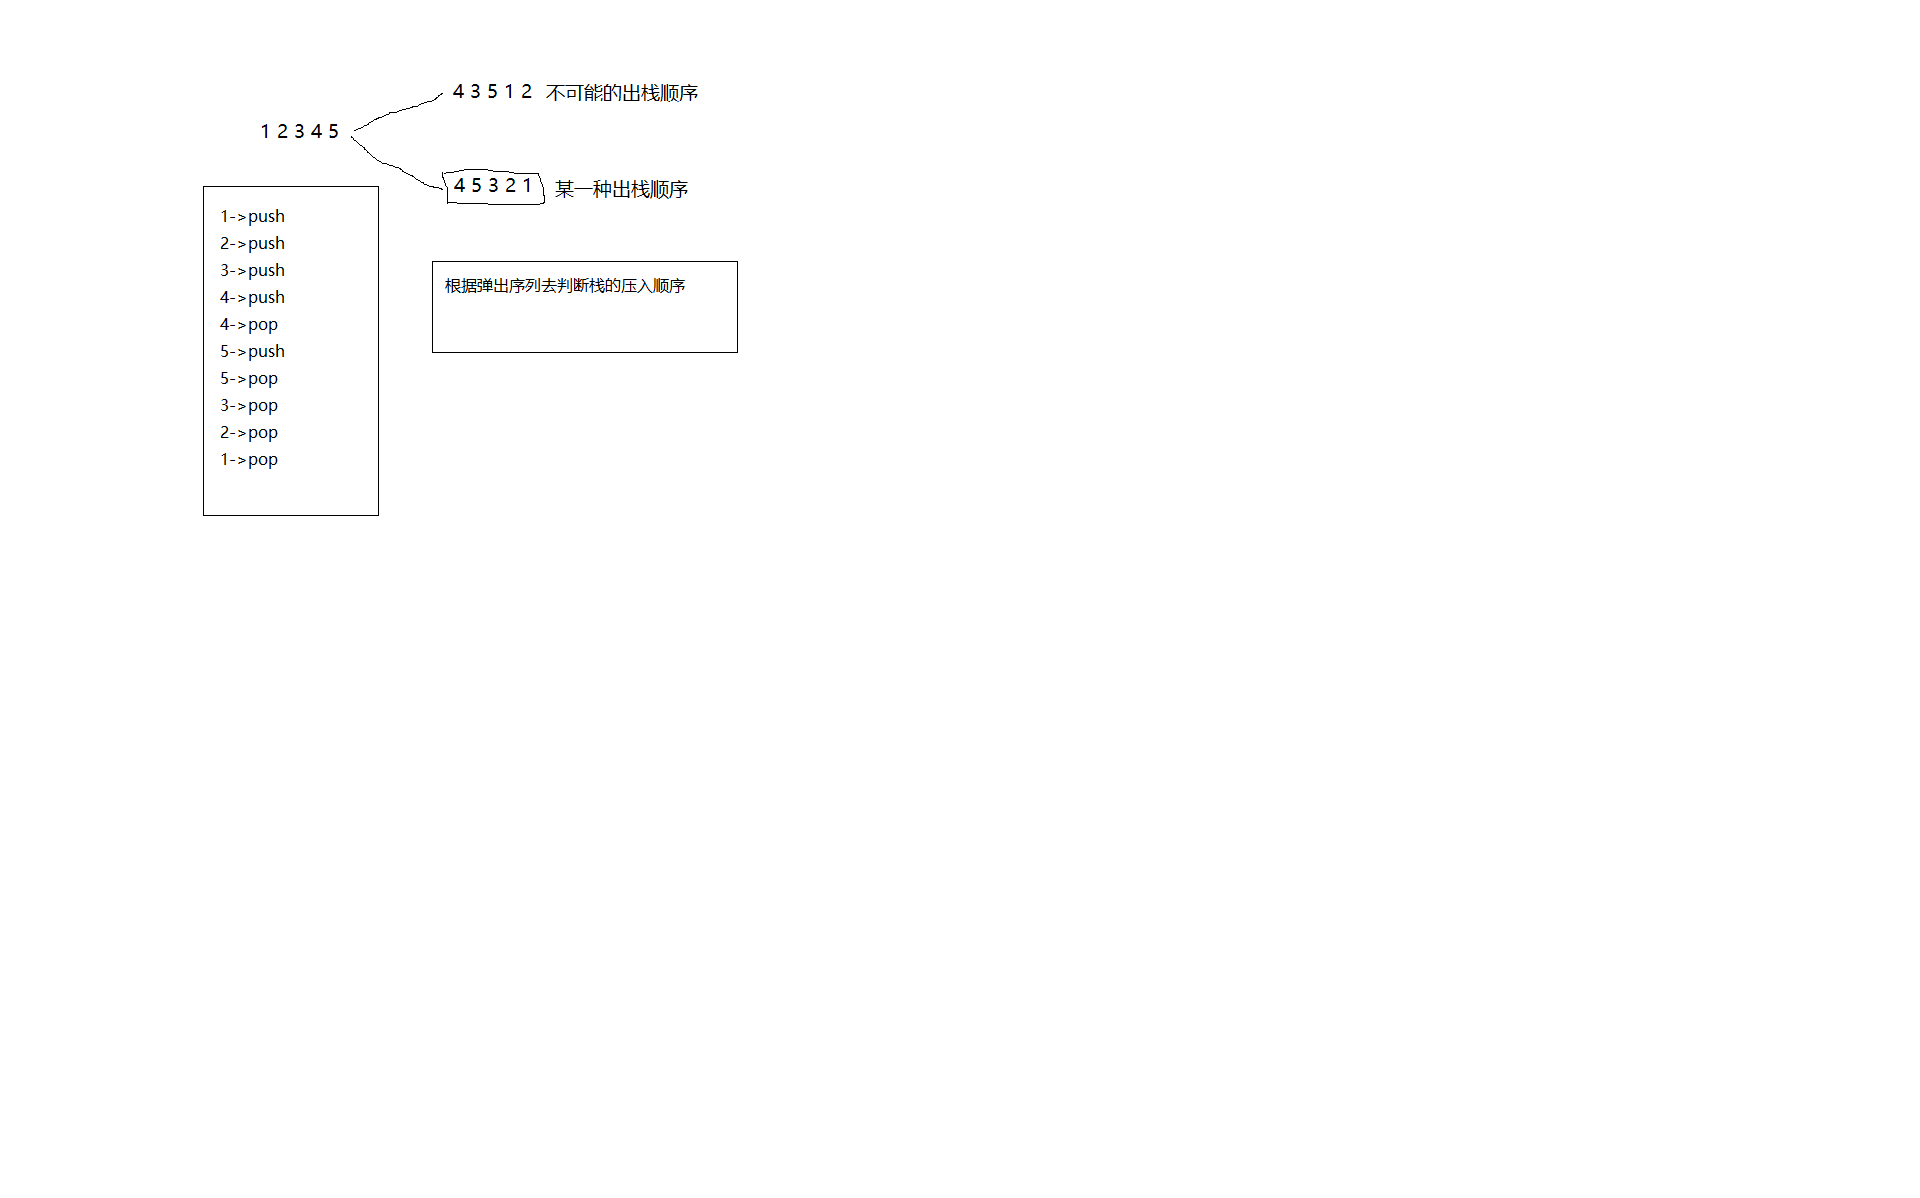 4 3 5 1 2 不可能的出栈顺序
1 2 3 4 5
4 5 3 2 1 某一种出栈顺序
1->push
2->push
3->push
4->push
4->pop
5->push
5->pop
3->pop
2->pop
1->pop
根据弹出序列去判断栈的压入顺序